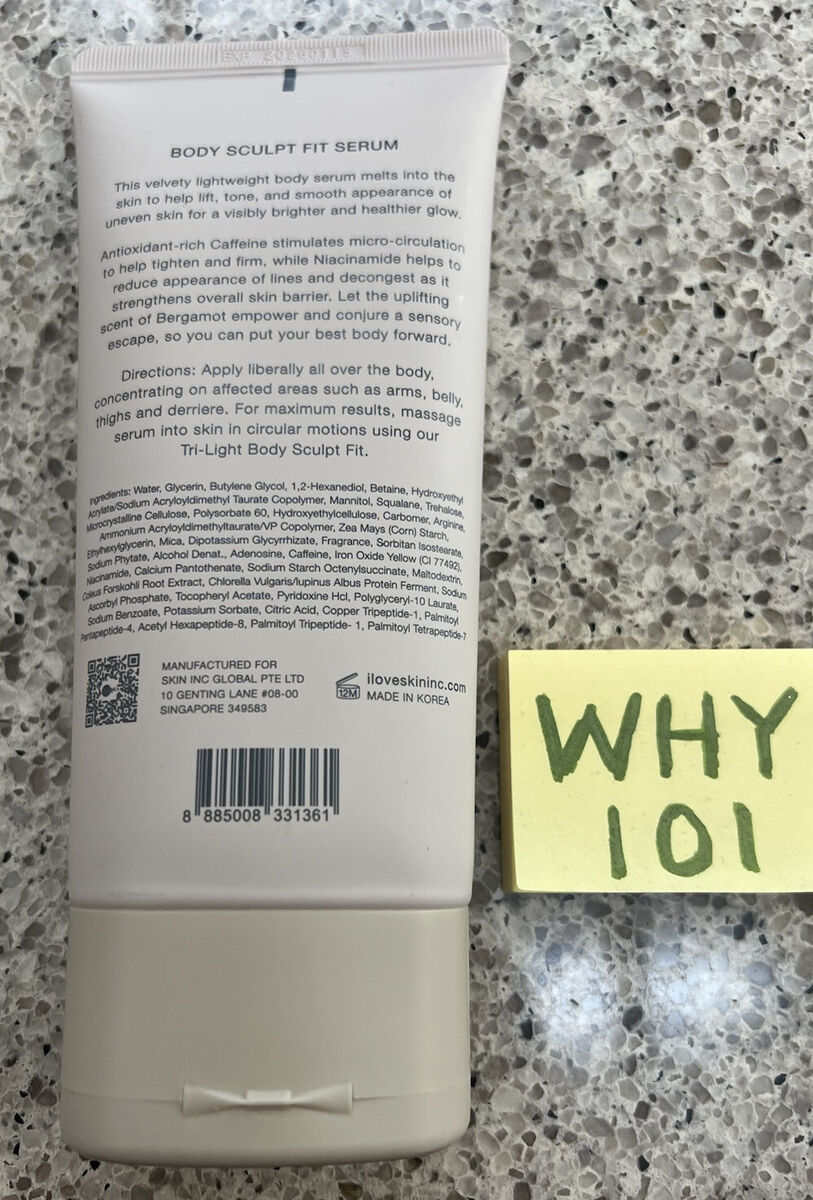 EXP 20260115
BODY SCULPT FIT SERUM
This velvety lightweight body serum melts into the
skin to help lift, tone, and smooth appearance of
uneven skin for a visibly brighter and healthier glow.
Antioxidant-rich Caffeine stimulates micro-circulation
to help tighten and firm, while Niacinamide helps to
reduce appearance of lines and decongest as it
strengthens overall skin barrier. Let the uplifting
scent of Bergamot empower and conjure a sensory
escape, so you can put your best body forward.
Directions: Apply liberally all over the body,
concentrating on affected areas such as arms, belly,
thighs and derriere. For maximum results, massage
serum into skin in circular motions using our
Tri-Light Body Sculpt Fit.
Ingredients: Water, Glycerin, Butylene Glycol, 1,2-Hexanediol, Betaine, Hydroxyethyl
Acrylate/Sodium Acryloyldimethyl Taurate Copolymer, Mannitol, Squalane, Trehalose,
Microcrystalline Cellulose, Polysorbate 60, Hydroxyethylcellulose, Carbomer, Arginine,
Ammonium Acryloyldimethyltaurate/VP Copolymer, Zea Mays (Corn) Starch,
Ethylhexylglycerin, Mica, Dipotassium Glycyrrhizate, Fragrance, Sorbitan Isostearate,
Sodium Phytate, Alcohol Denat., Adenosine, Caffeine, Iron Oxide Yellow (CI 77492),
Niacinamide, Calcium Pantothenate, Sodium Starch Octenylsuccinate, Maltodextrin,
Coleus Forskohlii Root Extract, Chlorella Vulgaris/lupinus Albus Protein Ferment, Sodium
Ascorbyl Phosphate, Tocopheryl Acetate, Pyridoxine Hcl, Polyglyceryl-10 Laurate,
Sodium Benzoate, Potassium Sorbate, Citric Acid, Copper Tripeptide-1, Palmitoyl
Pentapeptide-4, Acetyl Hexapeptide-8, Palmitoyl Tripeptide- 1, Palmitoyl Tetrapeptide-7
MANUFACTURED FOR
SKIN INC GLOBAL PTE LTD
10 GENTING LANE #08-00
SINGAPORE 349583
12M
iloveskininc.com
MADE IN KOREA
8 885008 331361
WHY
101